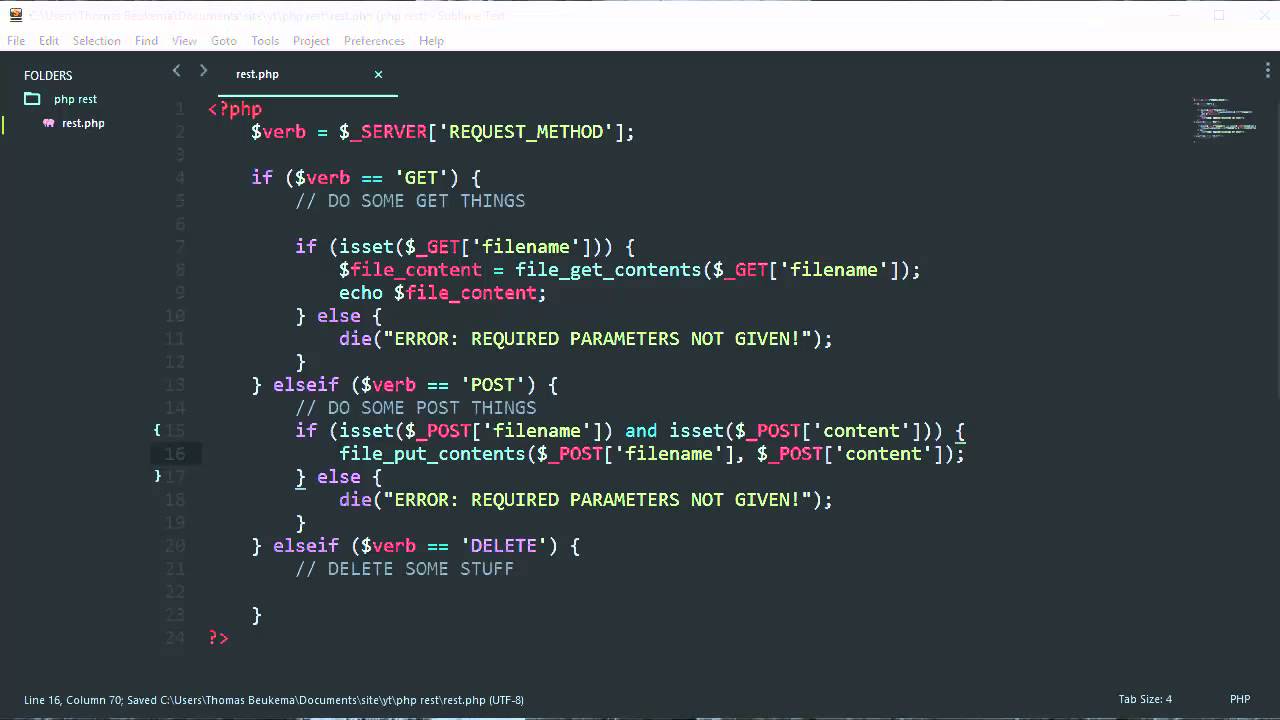 C:\Users\Thomas Beukema\Documents\site\yt\php rest\rest.php (php rest) - Sublime Text
File Edit Selection Find View Goto Tools Project Preferences Help
FOLDERS
php rest
rest.php
rest.php ×
1 <?php
2 $verb = $_SERVER['REQUEST_METHOD'];
3
4 if ($verb == 'GET') {
5 // DO SOME GET THINGS
6
7 if (isset($_GET['filename'])) {
8 $file_content = file_get_contents($_GET['filename']);
9 echo $file_content;
10 } else {
11 die("ERROR: REQUIRED PARAMETERS NOT GIVEN!");
12 }
13 } elseif ($verb == 'POST') {
14 // DO SOME POST THINGS
{ 15 if (isset($_POST['filename']) and isset($_POST['content'])) {
16 file_put_contents($_POST['filename'], $_POST['content']);
} 17 } else {
18 die("ERROR: REQUIRED PARAMETERS NOT GIVEN!");
19 }
20 } elseif ($verb == 'DELETE') {
21 // DELETE SOME STUFF
22
23 }
24 ?>
Line 16, Column 70; Saved C:\Users\Thomas Beukema\Documents\site\yt\php rest\rest.php (UTF-8) Tab Size: 4 PHP